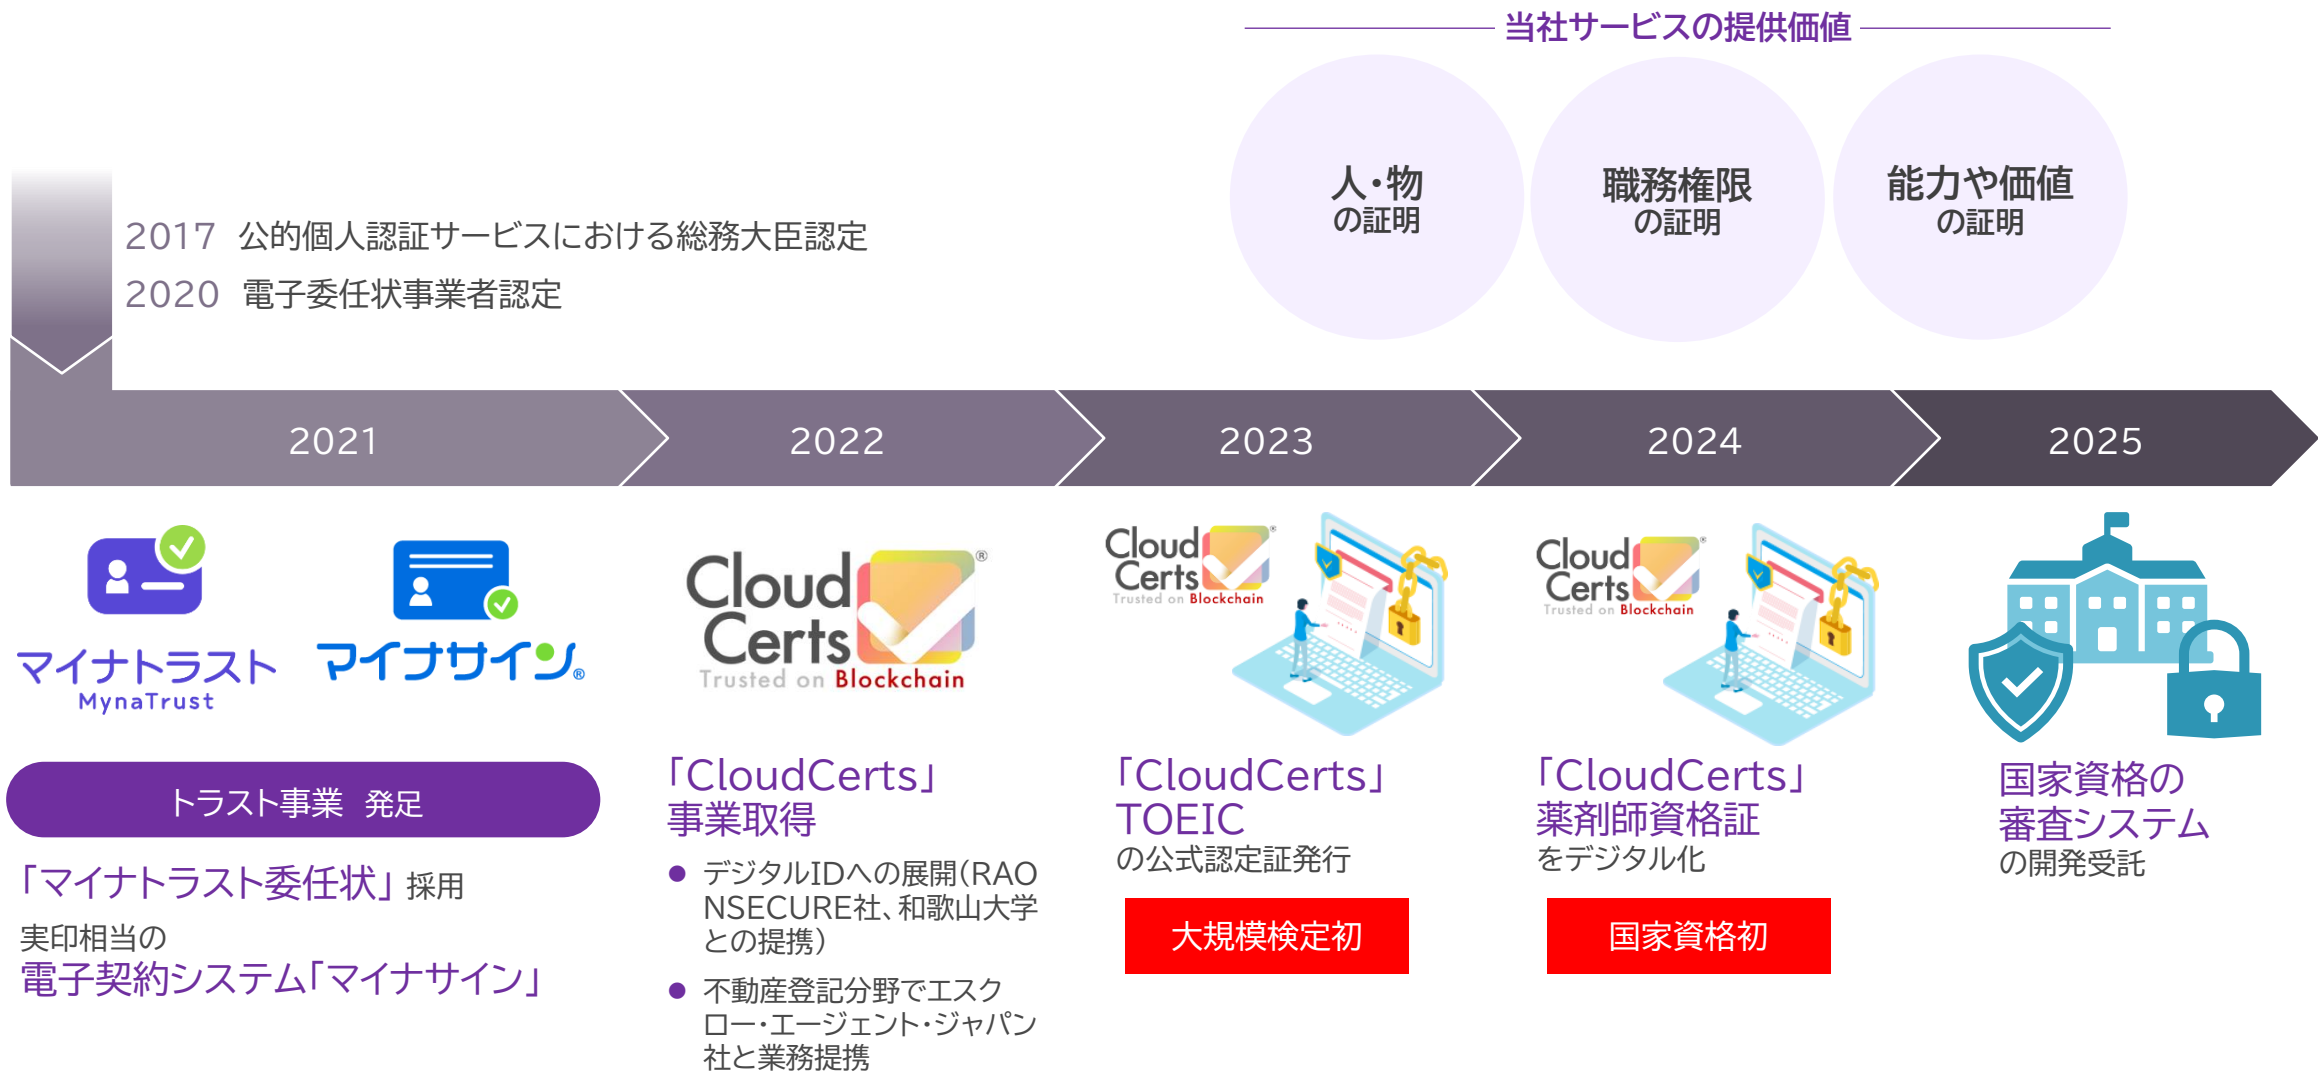 当社サービスの提供価値
人・物
の証明
職務権限
の証明
能力や価値
の証明
2017 公的個人認証サービスにおける総務大臣認定
2020 電子委任状事業者認定
2021
2022
2023
2024
2025
マイナトラスト
MynaTrust
マイナサイン®
トラスト事業 発足
「マイナトラスト委任状」 採用
実印相当の
電子契約システム「マイナサイン」
Cloud
Certs
®
Trusted on Blockchain
「CloudCerts」
事業取得
● デジタルIDへの展開（RAO
NSECURE社、和歌山大学
との提携）
● 不動産登記分野でエスク
ロー・エージェント・ジャパン
社と業務提携
Cloud
Certs
®
Trusted on Blockchain
「CloudCerts」
TOEIC
の公式認定証発行
大規模検定初
Cloud
Certs
®
Trusted on Blockchain
「CloudCerts」
薬剤師資格証
をデジタル化
国家資格初
国家資格の
審査システム
の開発受託